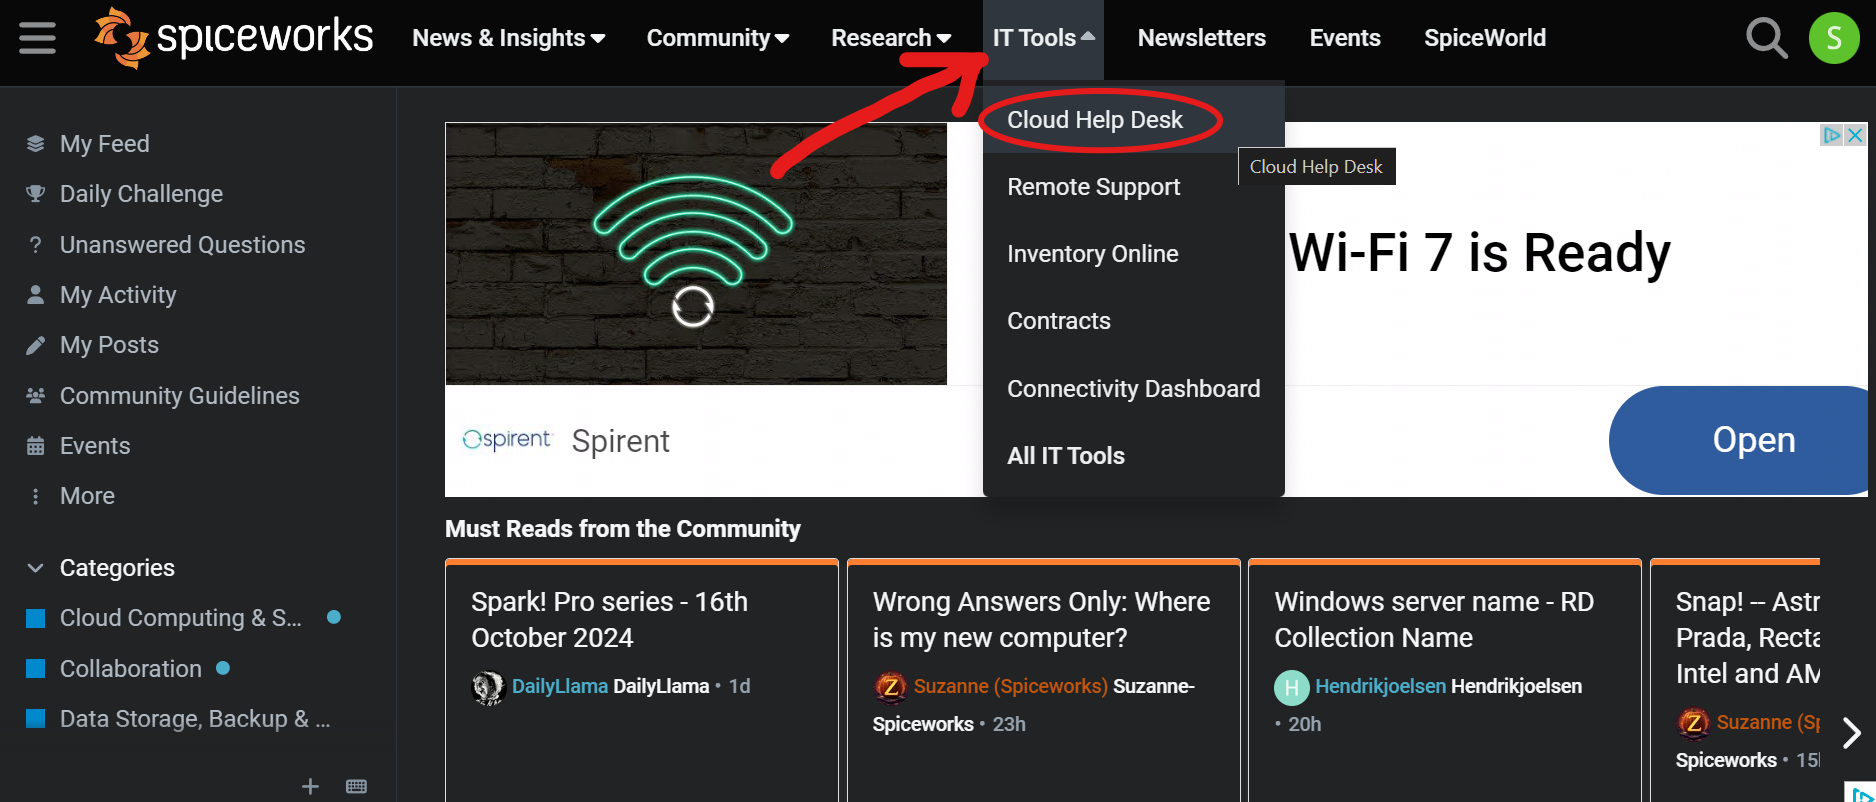 spiceworks
News & Insights
Community
Research
IT Tools
Newsletters
Events
SpiceWorld
S
My Feed
Daily Challenge
? Unanswered Questions
My Activity
My Posts
Community Guidelines
Events
More
Categories
Cloud Computing & S...
Collaboration
Data Storage, Backup & ...
Cloud Help Desk
Remote Support
Inventory Online
Contracts
Connectivity Dashboard
All IT Tools
Cloud Help Desk
Wi-Fi 7 is Ready
spirent
Spirent
Open
Must Reads from the Community
Spark! Pro series - 16th
October 2024
DailyLlama DailyLlama • 1d
Wrong Answers Only: Where
is my new computer?
Z Suzanne (Spiceworks) Suzanne-
Spiceworks • 23h
Windows server name - RD
Collection Name
H Hendrikjoelsen Hendrikjoelsen
• 20h
Snap! -- Astr
Prada, Recta
Intel and AM
Z Suzanne (Sp
Spiceworks • 15h